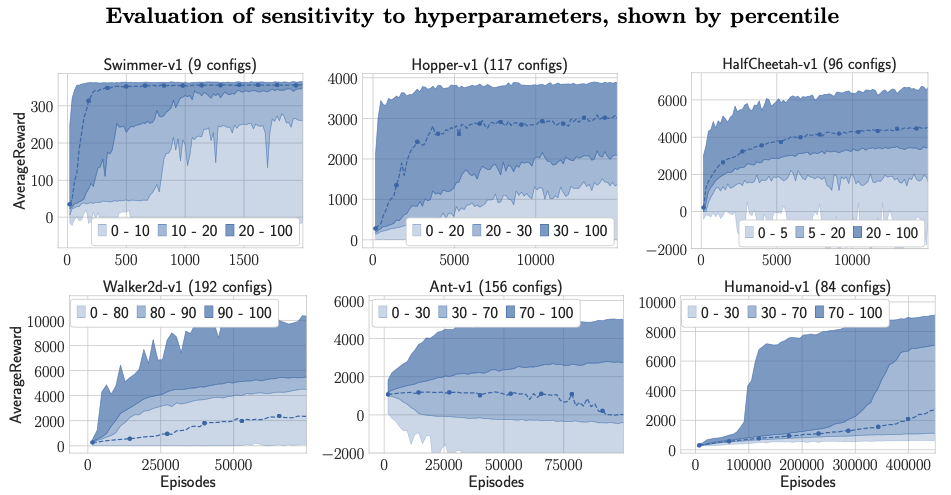 Evaluation of sensitivity to hyperparameters, shown by percentile
Swimmer-v1 (9 configs)
Hopper-v1 (117 configs)
HalfCheetah-v1 (96 configs)
AverageReward
300
200
100
0
0 - 10
10 - 20
20 - 100
0
500
1000
1500
4000
3000
2000
1000
0
0 - 20
20 - 30
30 - 100
0
5000
10000
6000
4000
2000
0
−2000
0 - 5
5 - 20
20 - 100
0
5000
10000
Walker2d-v1 (192 configs)
Ant-v1 (156 configs)
Humanoid-v1 (84 configs)
AverageReward
10000
8000
6000
4000
2000
0
0 - 80
80 - 90
90 - 100
0
25000
50000
Episodes
6000
4000
2000
0
−2000
0 - 30
30 - 70
70 - 100
0
25000
50000
75000
Episodes
10000
8000
6000
4000
2000
0
0 - 30
30 - 70
70 - 100
0
100000
200000
300000
400000
Episodes